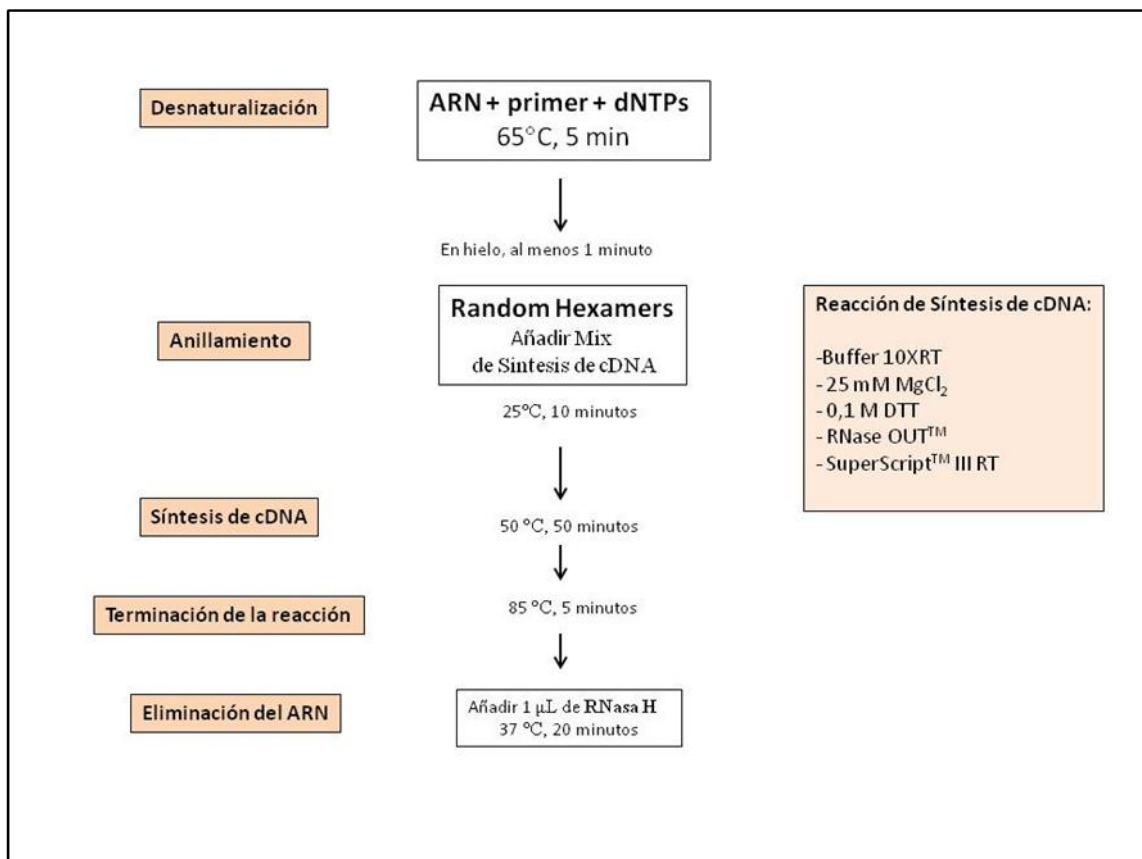 Desnaturalización
ARN + primer + dNTPs
65°C, 5 min
En hielo, al menos 1 minuto
Anillamiento
Random Hexamers
Añadir Mix
de Sintesis de cDNA
25°C, 10 minutos
Reacción de Síntesis de cDNA:
-Buffer 10XRT
- 25 mM MgCl₂
- 0,1 M DTT
- RNase OUT™
- SuperScript™ III RT
Síntesis de cDNA
50 °C, 50 minutos
Terminación de la reacción
85 °C, 5 minutos
Eliminación del ARN
Añadir 1 µL de RNasa H
37 °C, 20 minutos